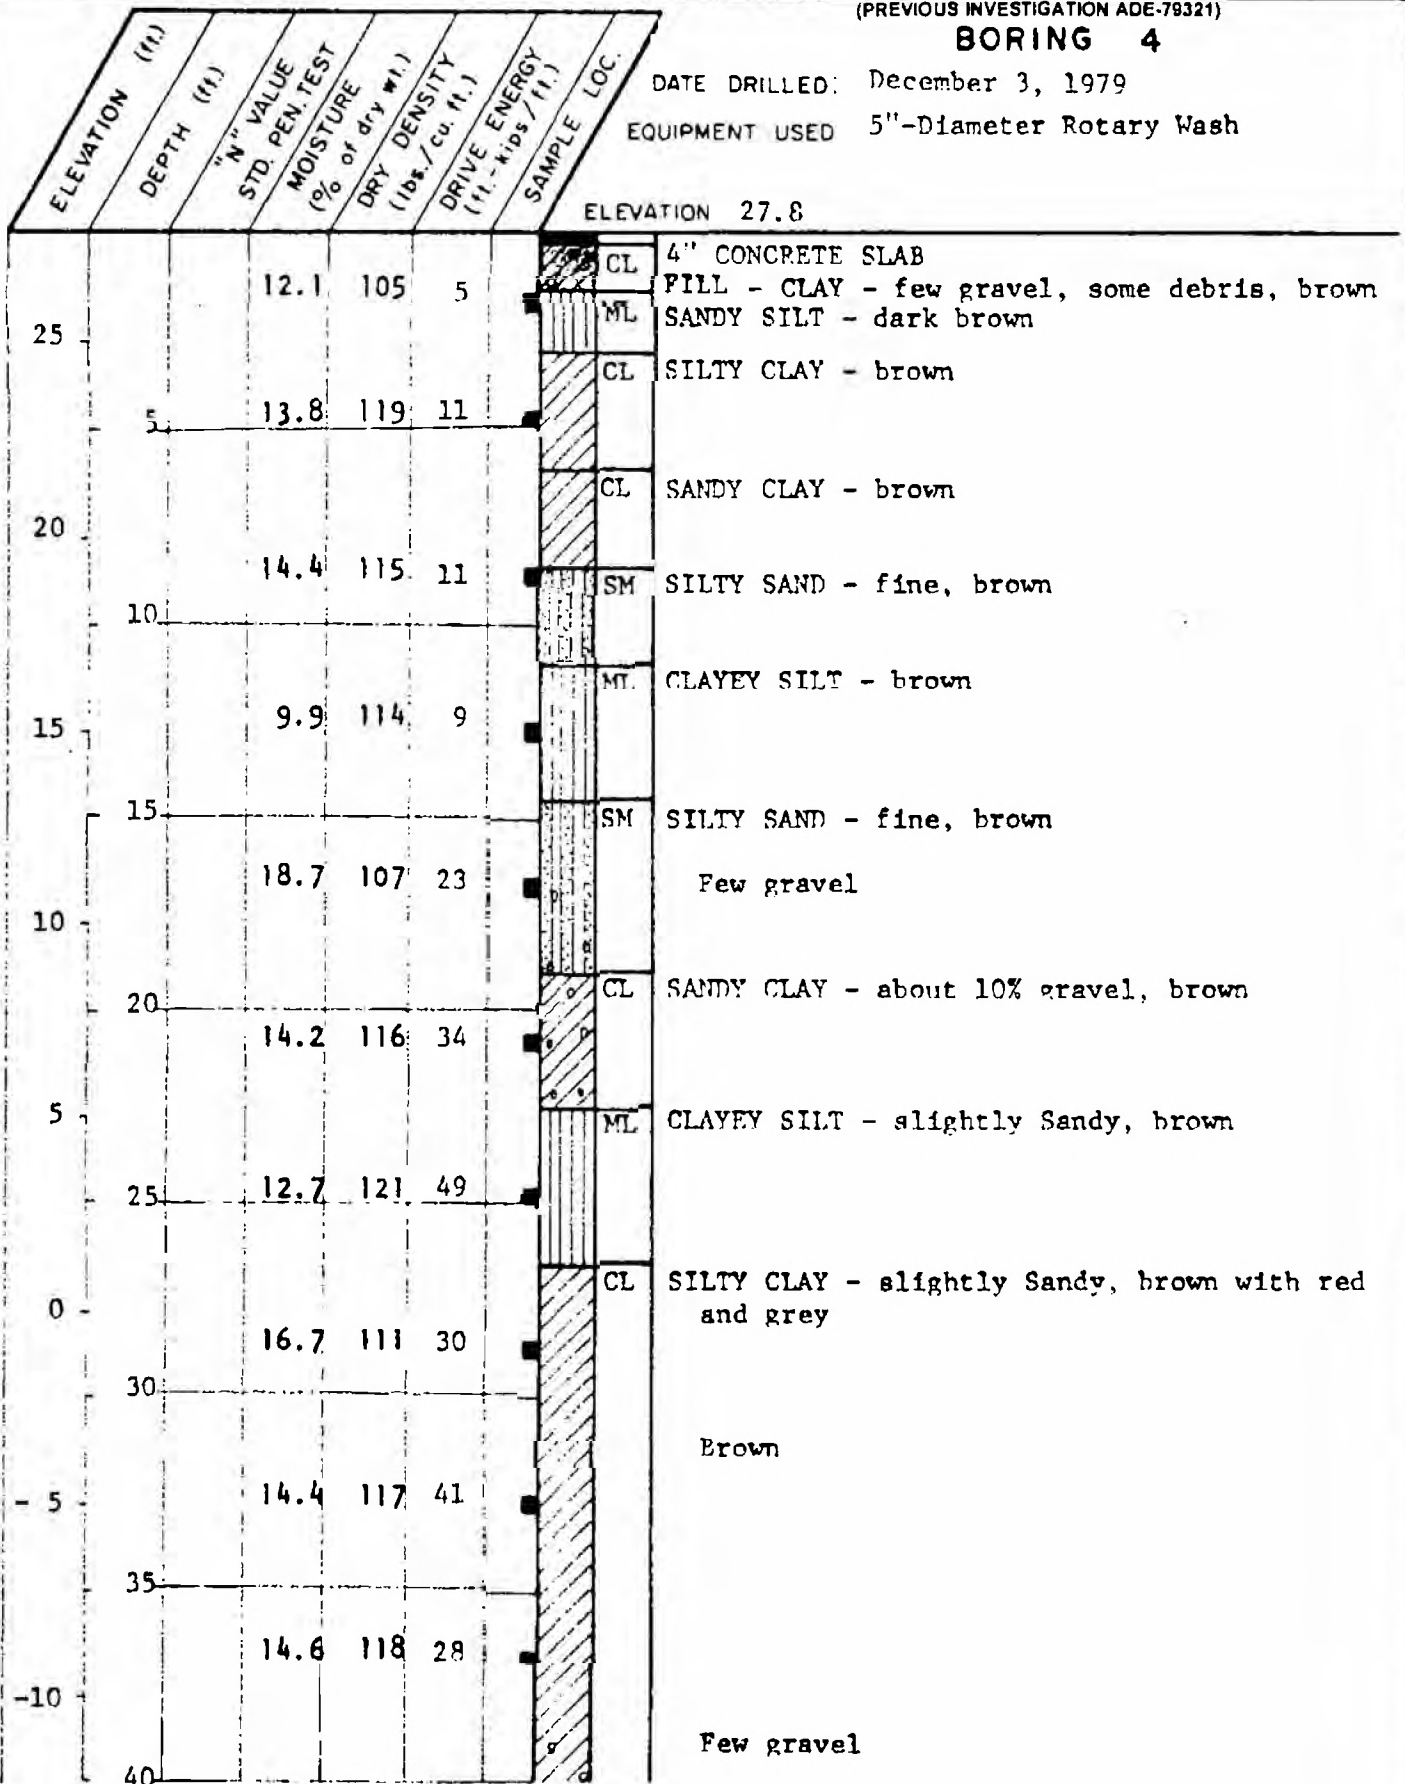 (PREVIOUS INVESTIGATION ADE-79321)
BORING 4
DATE DRILLED: December 3, 1979
EQUIPMENT USED 5"-Diameter Rotary Wash
ELEVATION 27.8
ELEVATION (ft.)
DEPTH (ft.)
"N" VALUE
STD. PEN. TEST
MOISTURE
(% of dry wt.)
DRY DENSITY
(lbs./cu. ft.)
DRIVE ENERGY
(ft.-kips/ft.)
SAMPLE LOC.
4" CONCRETE SLAB
12.1 105 5 CL FILL - CLAY - few gravel, some debris, brown
25 ML SANDY SILT - dark brown
CL SILTY CLAY - brown
5 13.8 119 11
CL SANDY CLAY - brown
20
14.4 115 11 SM SILTY SAND - fine, brown
10
ML CLAYEY SILT - brown
15 9.9 114 9
15 SM SILTY SAND - fine, brown
18.7 107 23 Few gravel
10
CL SANDY CLAY - about 10% gravel, brown
20
14.2 116 34
5 ML CLAYEY SILT - slightly Sandy, brown
25 12.7 121 49
CL SILTY CLAY - slightly Sandy, brown with red
0 and grey
16.7 111 30
30
Brown
- 5 14.4 117 41
35
14.6 118 28
-10
Few gravel
40